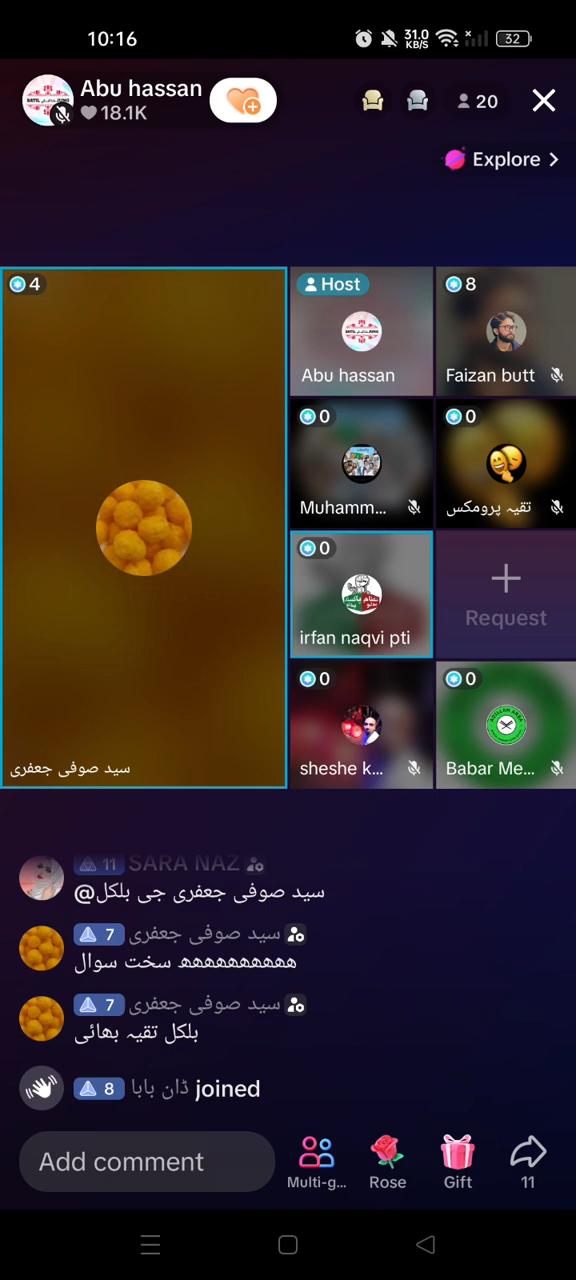 10:16
31.0 KB/S
32
Abu hassan
18.1K
20
Explore
4
Host
Abu hassan
8
Faizan butt
0
Muhamm...
0
تقیہ پرومکس
0
irfan naqvi pti
Request
0
sheshe k...
0
Babar Me...
سید صوفی جعفری
11 SARA NAZ
@سید صوفی جعفری جی بلکل
7 سید صوفی جعفری
ھھھھھھھھھھ سخت سوال
7 سید صوفی جعفری
بلکل تقیہ بھائی
8 ڈان بابا joined
Add comment
Multi-g...
Rose
Gift
11